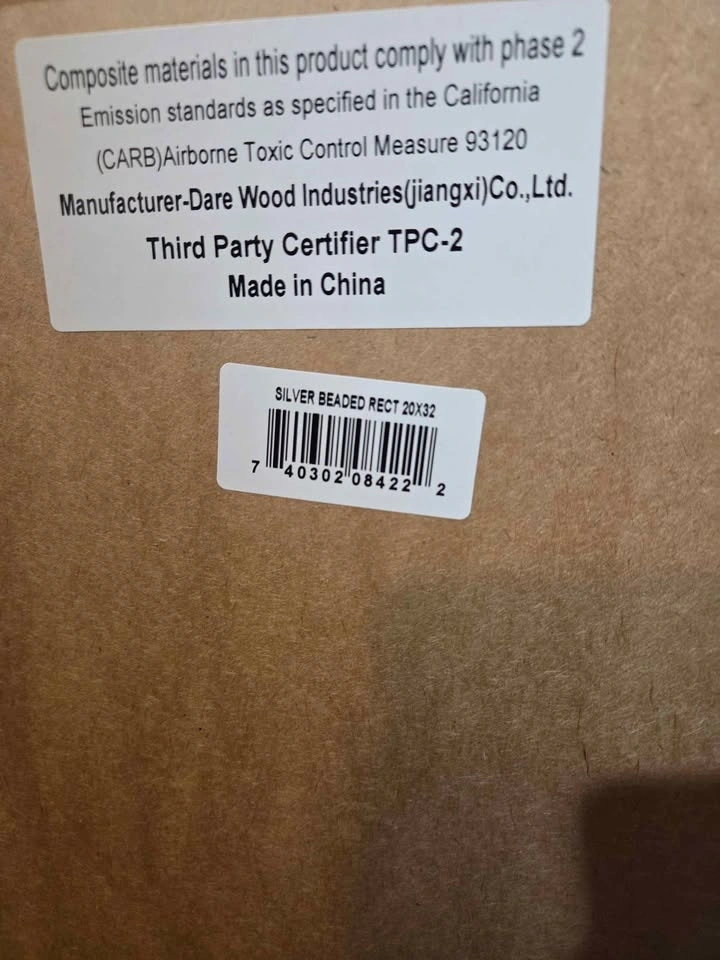 Composite materials in this product comply with phase 2
Emission standards as specified in the California
(CARB)Airborne Toxic Control Measure 93120
Manufacturer-Dare Wood Industries(jiangxi)Co.,Ltd.
Third Party Certifier TPC-2
Made in China
SILVER BEADED RECT 20X32
7 40302 08422 2